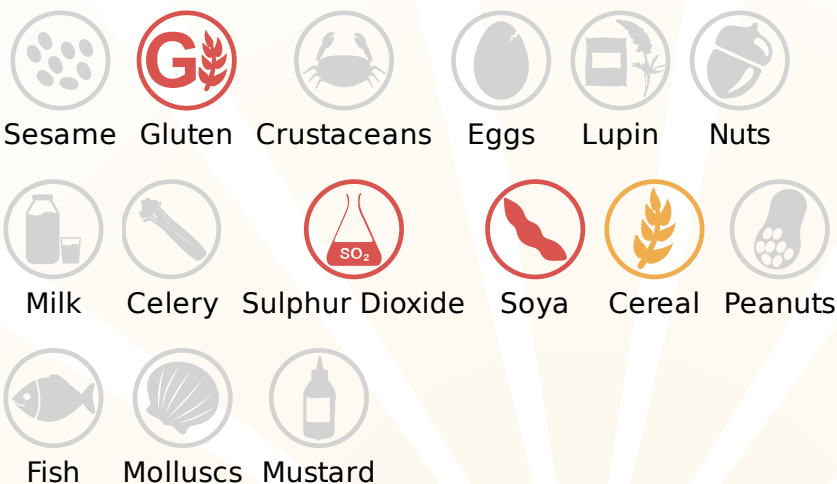 G
Sesame Gluten Crustaceans Eggs Lupin Nuts
SO₂
Milk Celery Sulphur Dioxide Soya Cereal Peanuts
Fish Molluscs Mustard